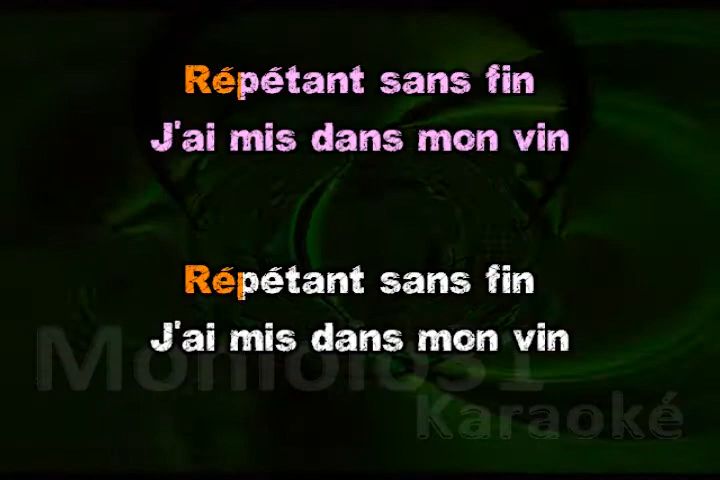 Répétant sans fin
J'ai mis dans mon vin
Répétant sans fin
J'ai mis dans mon vin
Karaoké